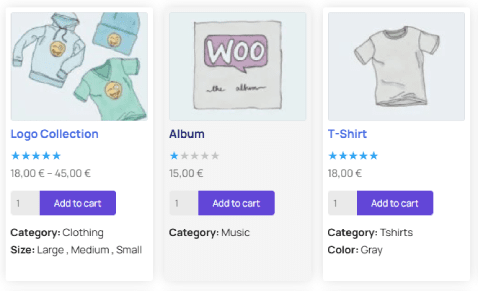 WOO
the album
Logo Collection
★★★★★
18,00 € – 45,00 €
1 Add to cart
Category: Clothing
Size: Large , Medium , Small
Album
★★★★★
15,00 €
1 Add to cart
Category: Music
T-Shirt
★★★★★
18,00 €
1 Add to cart
Category: Tshirts
Color: Gray